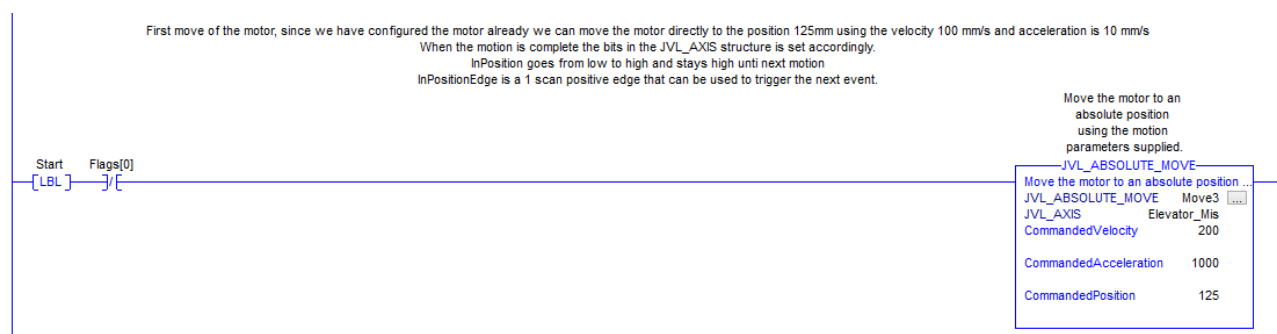 First move of the motor, since we have configured the motor already we can move the motor directly to the position 125mm using the velocity 100 mm/s and acceleration is 10 mm/s
When the motion is complete the bits in the JVL_AXIS structure is set accordingly.
InPosition goes from low to high and stays high unti next motion
InPositionEdge is a 1 scan positive edge that can be used to trigger the next event.
Move the motor to an
absolute position
using the motion
parameters supplied.
Start Flags[0]
LBL
JVL_ABSOLUTE_MOVE
Move the motor to an absolute position ...
JVL_ABSOLUTE_MOVE Move3 ...
JVL_AXIS Elevator_Mis
CommandedVelocity 200
CommandedAcceleration 1000
CommandedPosition 125